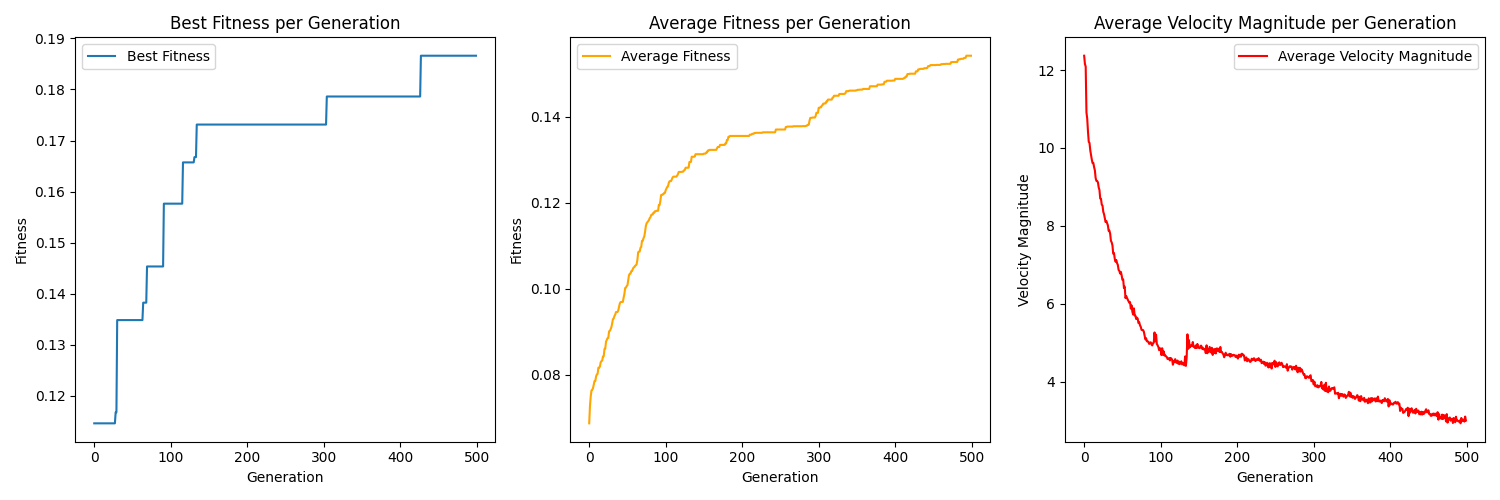 Best Fitness per Generation
Best Fitness
0.19
0.18
0.17
0.16
0.15
0.14
0.13
0.12
Fitness
0
100
200
300
400
500
Generation
Average Fitness per Generation
Average Fitness
0.14
0.12
0.10
0.08
Fitness
0
100
200
300
400
500
Generation
Average Velocity Magnitude per Generation
Average Velocity Magnitude
12
10
8
6
4
Velocity Magnitude
0
100
200
300
400
500
Generation